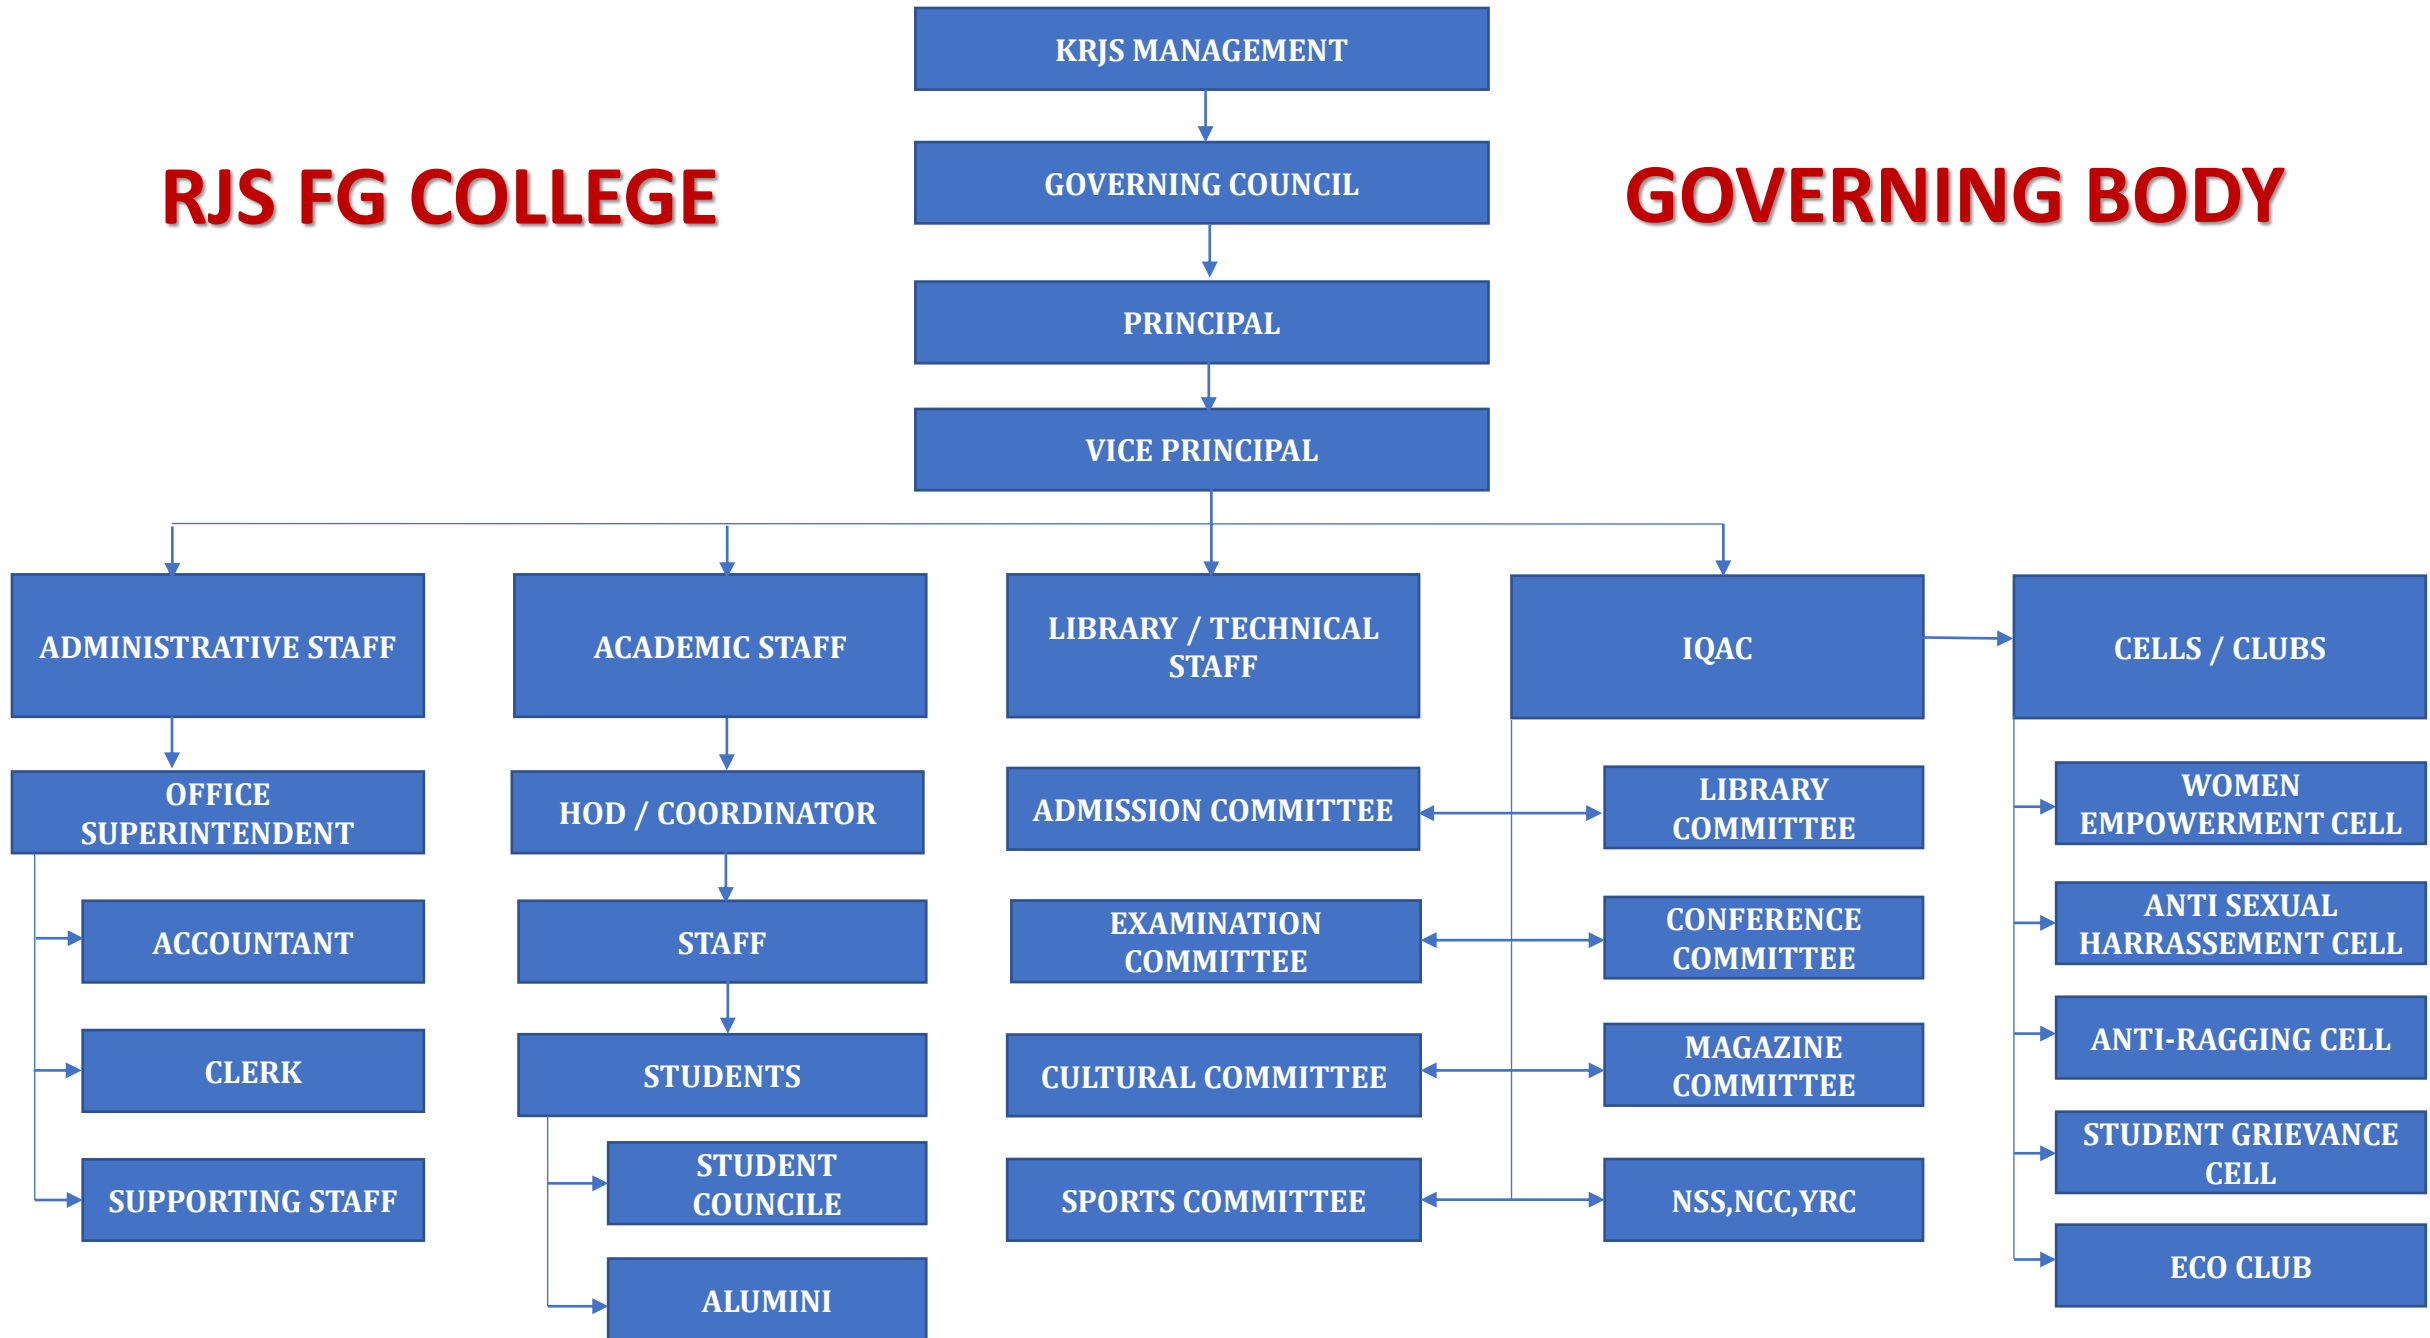 KRJS MANAGEMENT
RJS FG COLLEGE
GOVERNING COUNCIL
GOVERNING BODY
PRINCIPAL
VICE PRINCIPAL
ADMINISTRATIVE STAFF
ACADEMIC STAFF
LIBRARY / TECHNICAL
STAFF
IQAC
CELLS / CLUBS
OFFICE
SUPERINTENDENT
HOD / COORDINATOR
ADMISSION COMMITTEE
LIBRARY
COMMITTEE
WOMEN
EMPOWERMENT CELL
ACCOUNTANT
STAFF
EXAMINATION
COMMITTEE
CONFERENCE
COMMITTEE
ANTI SEXUAL
HARRASSEMENT CELL
CLERK
STUDENTS
CULTURAL COMMITTEE
MAGAZINE
COMMITTEE
ANTI-RAGGING CELL
SUPPORTING STAFF
STUDENT
COUNCILE
SPORTS COMMITTEE
NSS,NCC,YRC
STUDENT GRIEVANCE
CELL
ALUMINI
ECO CLUB